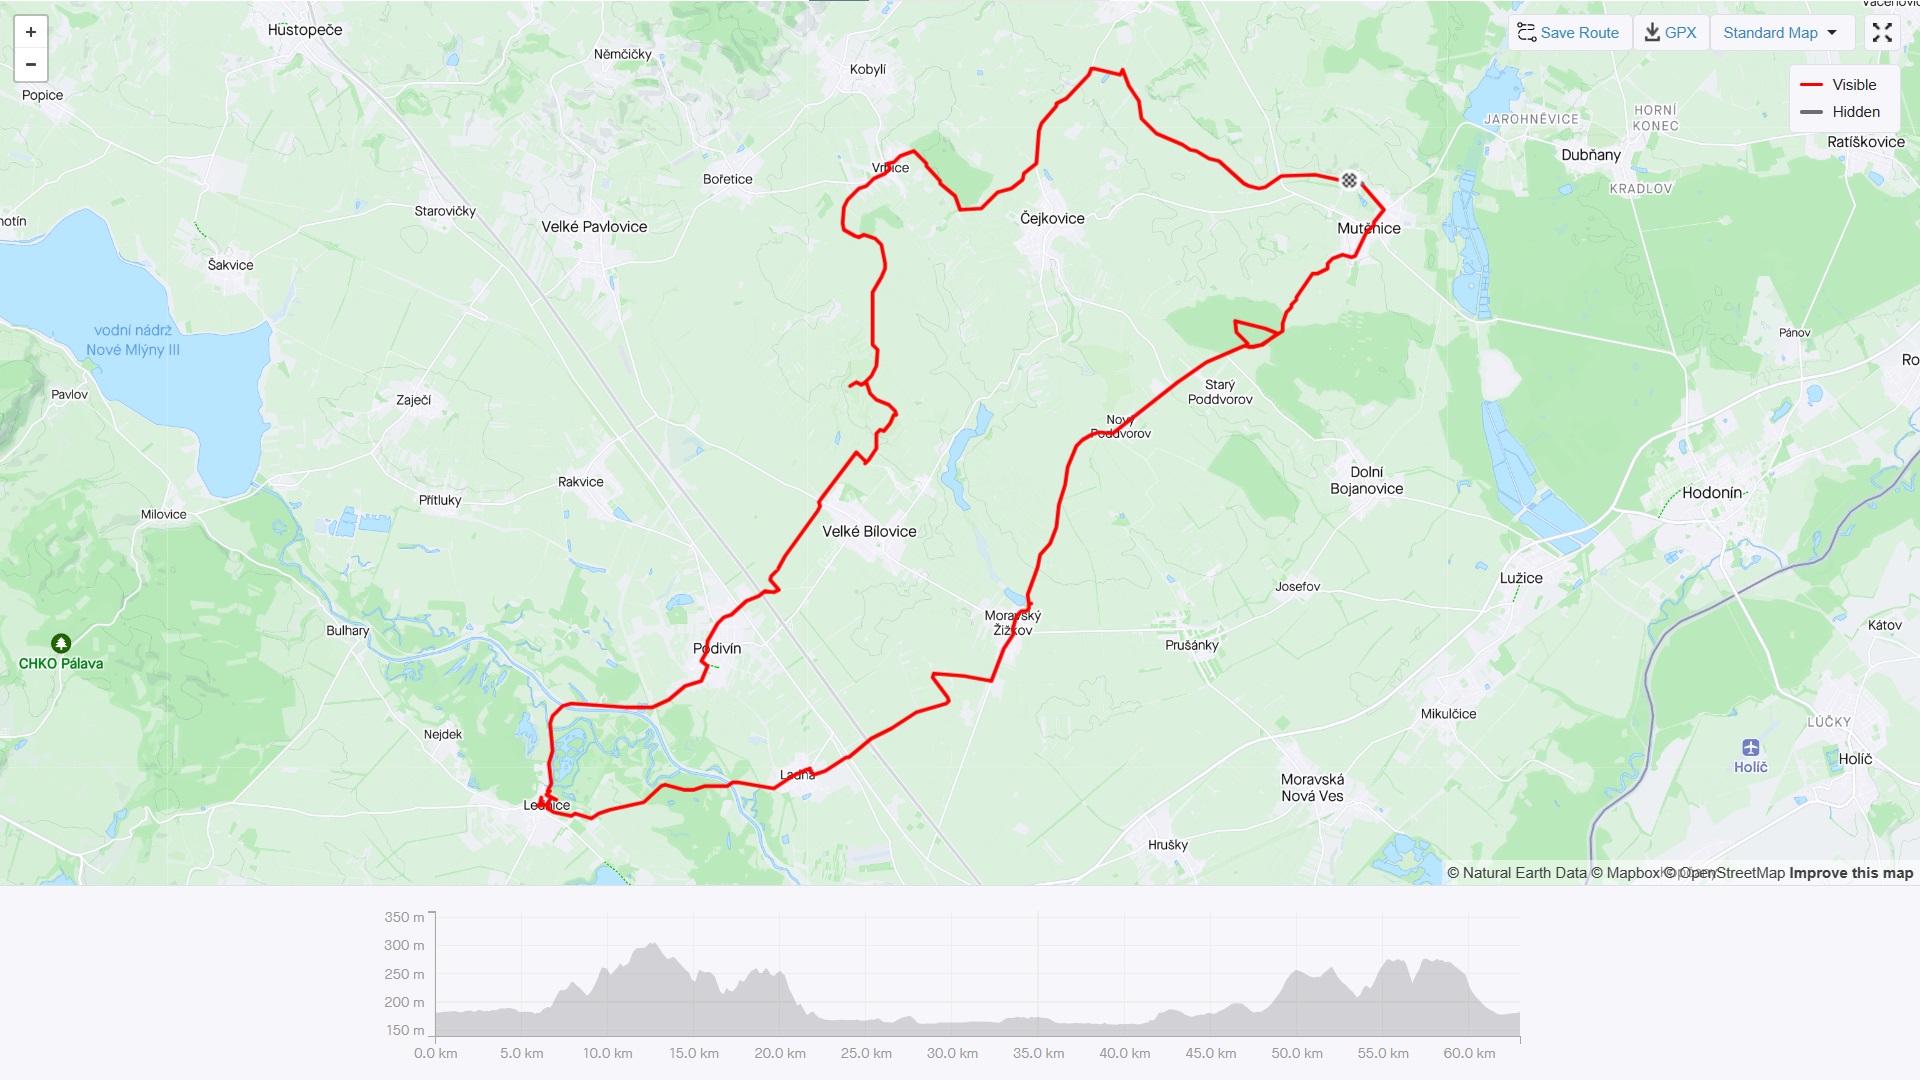 +
−
Save Route
GPX
Standard Map
Visible
Hidden
Hustopeče
Němčičky
Kobylí
Popice
JAROHNĚVICE
HORNÍ
KONEC
Ratíškovice
Dubňany
KRADLOV
Vrbice
Bořetice
Starovičky
Velké Pavlovice
Čejkovice
Mutěnice
Šakvice
vodní nádrž
Nové Mlýny III
Pánov
Pavlov
Zaječí
Starý
Poddvorov
Nový
Poddvorov
Dolní
Bojanovice
Hodonín
Rakvice
Přítluky
Milovice
Velké Bílovice
Lužice
Josefov
Moravský
Žižkov
Kátov
Bulhary
Podivín
Prušánky
CHKO Pálava
Mikulčice
LÚČKY
Nejdek
Holíč
Holíč
Ladná
Moravská
Nová Ves
Lednice
Hrušky
© Natural Earth Data © Mapbox © OpenStreetMap Improve this map
350 m
300 m
250 m
200 m
150 m
0.0 km 5.0 km 10.0 km 15.0 km 20.0 km 25.0 km 30.0 km 35.0 km 40.0 km 45.0 km 50.0 km 55.0 km 60.0 km